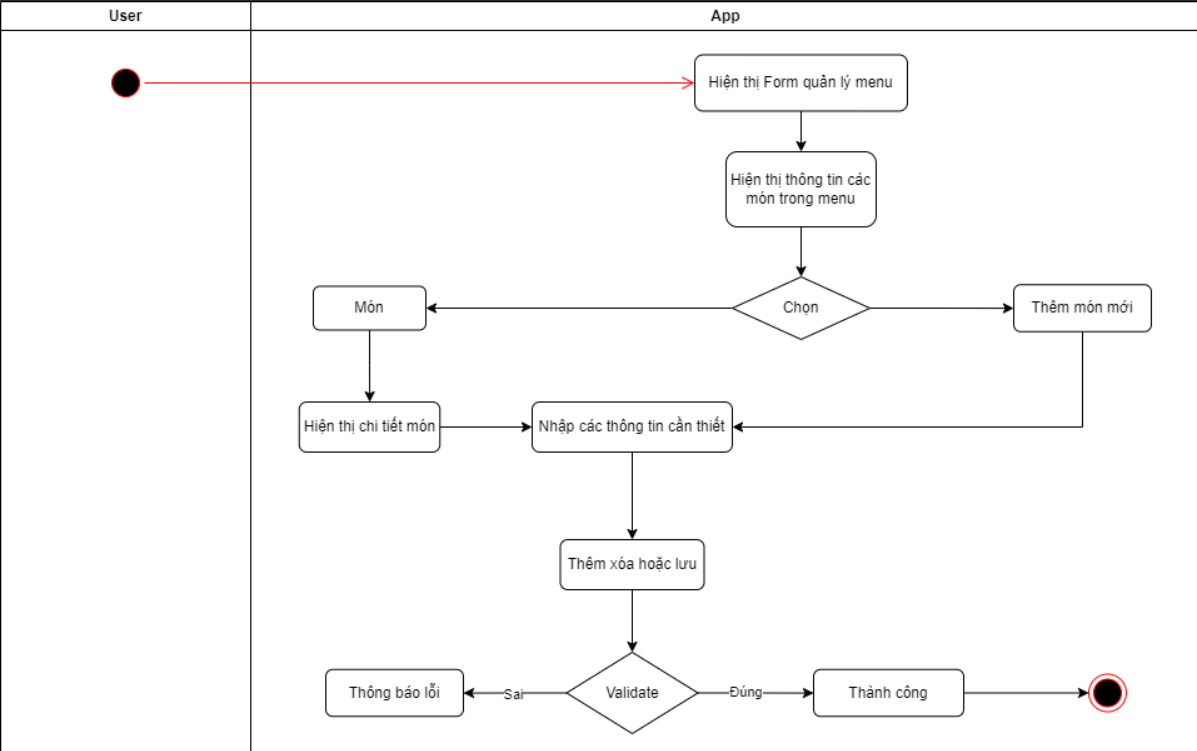 User
App
Hiện thị Form quản lý menu
Hiện thị thông tin các
món trong menu
Món
Chọn
Thêm món mới
Hiện thị chi tiết món
Nhập các thông tin cần thiết
Thêm xóa hoặc lưu
Thông báo lỗi
Sai
Validate
Đúng
Thành công